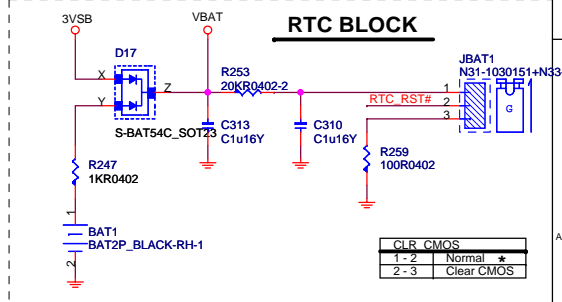 3VSB
VBAT
RTC BLOCK
D17
X
Y
Z
S-BAT54C_SOT23
R253
20KR0402-2
JBAT1
N31-1030151+N33-
1
2
3
RTC_RST#
G
C313
C1u16Y
C310
C1u16Y
R259
100R0402
R247
1KR0402
1
BAT1
BAT2P_BLACK-RH-1
2
A
CLR CMOS
1 - 2 Normal *
2 - 3 Clear CMOS